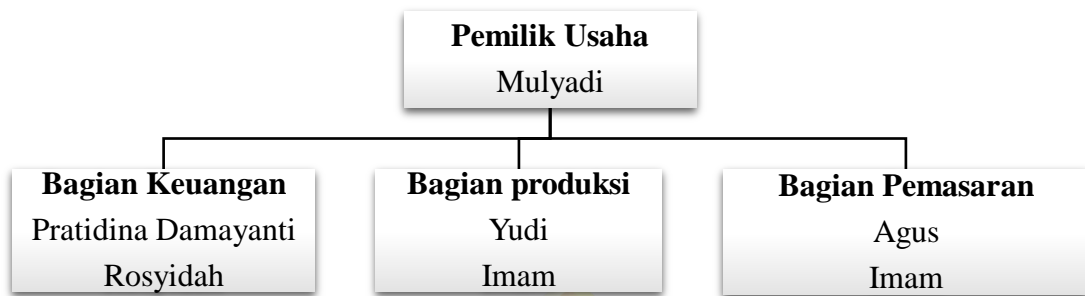 Pemilik Usaha
Mulyadi
Bagian Keuangan
Pratidina Damayanti
Rosyidah
Bagian produksi
Yudi
Imam
Bagian Pemasaran
Agus
Imam